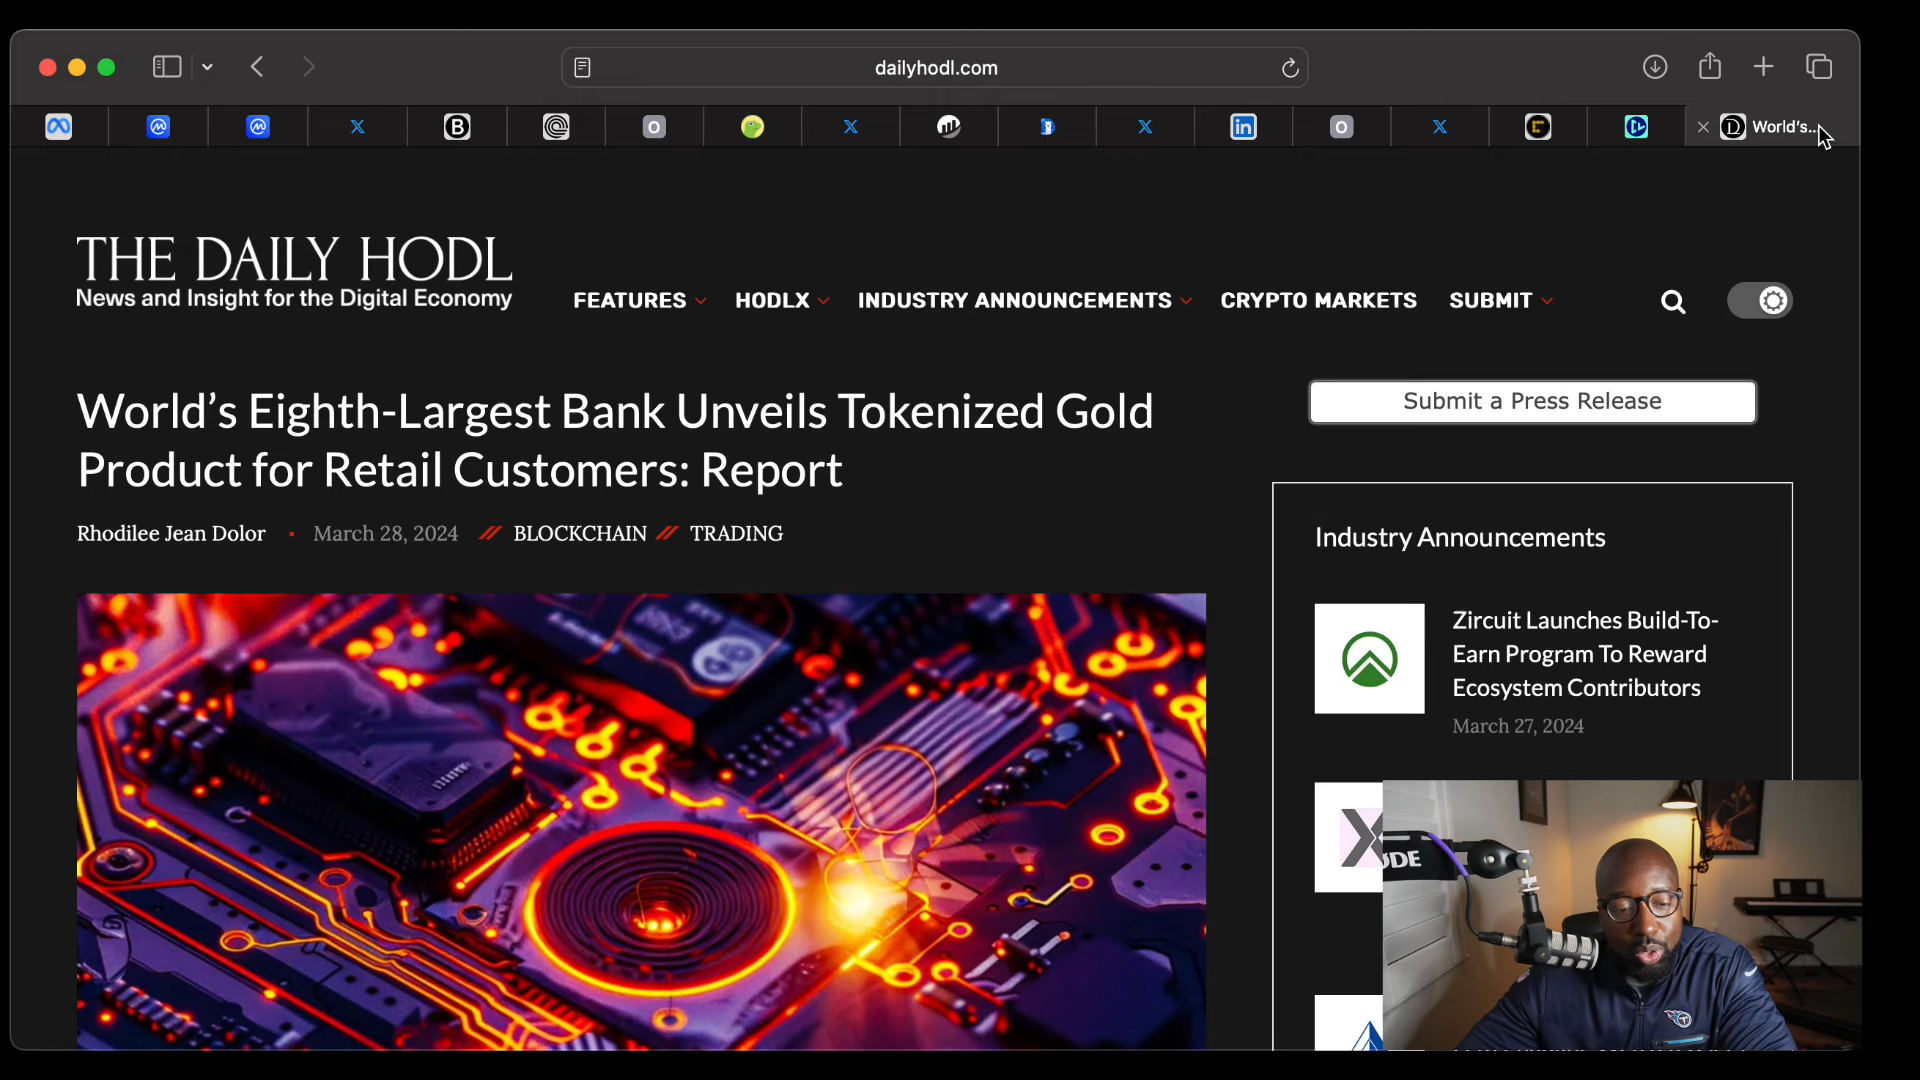 dailyhodl.com
World's...
THE DAILY HODL
News and Insight for the Digital Economy
FEATURES
HODLX
INDUSTRY ANNOUNCEMENTS
CRYPTO MARKETS
SUBMIT
World's Eighth-Largest Bank Unveils Tokenized Gold
Product for Retail Customers: Report
Rhodilee Jean Dolor
March 28, 2024
BLOCKCHAIN
TRADING
Submit a Press Release
Industry Announcements
Zircuit Launches Build-To-
Earn Program To Reward
Ecosystem Contributors
March 27, 2024